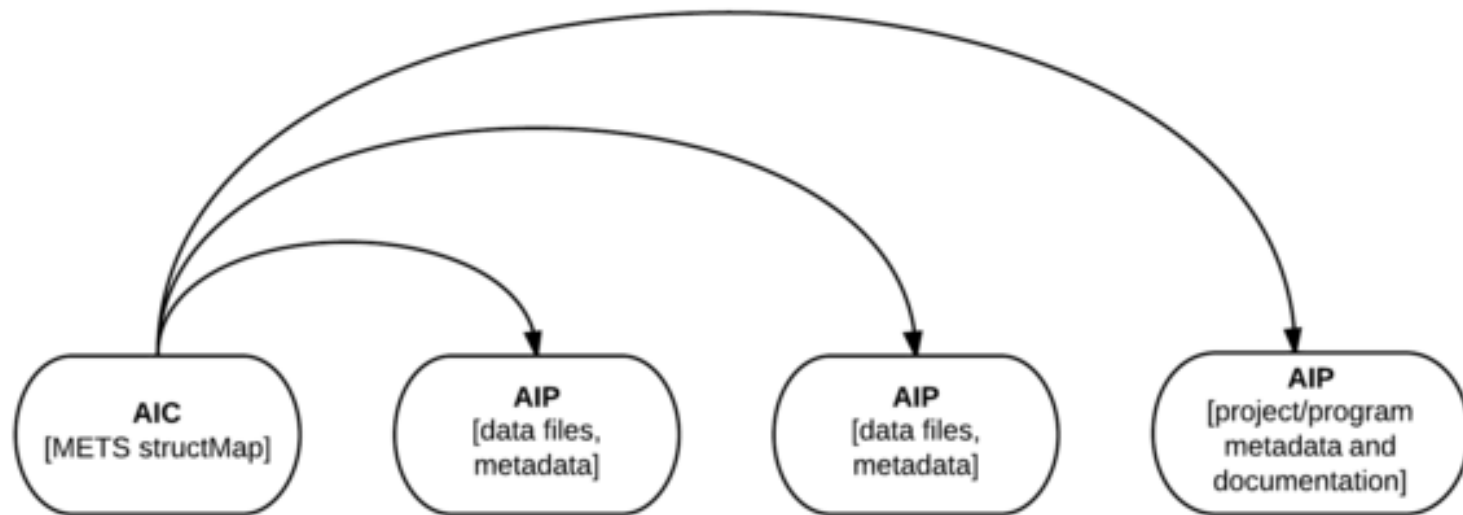 AIC
[METS structMap]
AIP
[data files,
metadata]
AIP
[data files,
metadata]
AIP
[project/program
metadata and
documentation]